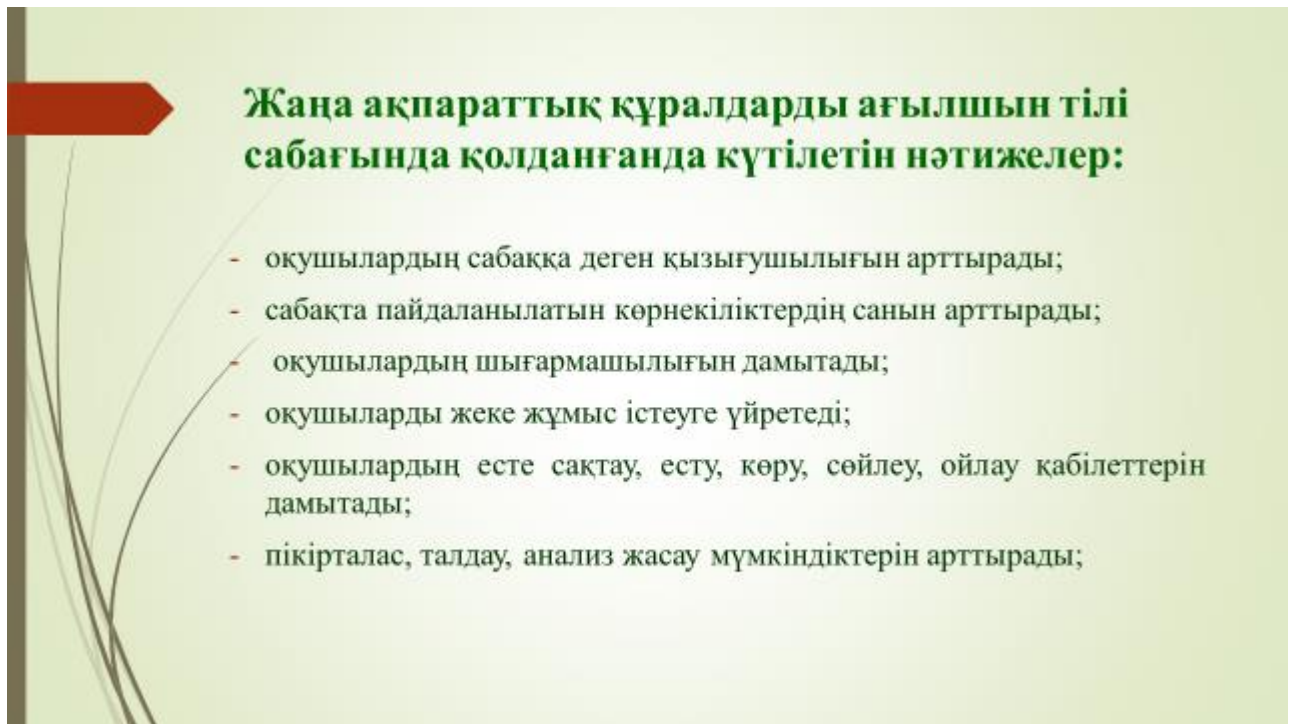 Жаңа ақпараттық құралдарды ағылшын тілі
сабағында қолданғанда күтілетін нәтижелер:
- оқушылардың сабаққа деген қызығушылығын арттырады;
- сабақта пайдаланылатын көрнекіліктердің санын арттырады;
- оқушылардың шығармашылығын дамытады;
- оқушыларды жеке жұмыс істеуге үйретеді;
- оқушылардың есте сақтау, есту, көру, сөйлеу, ойлау қабілеттерін
дамытады;
- пікірталас, талдау, анализ жасау мүмкіндіктерін арттырады;